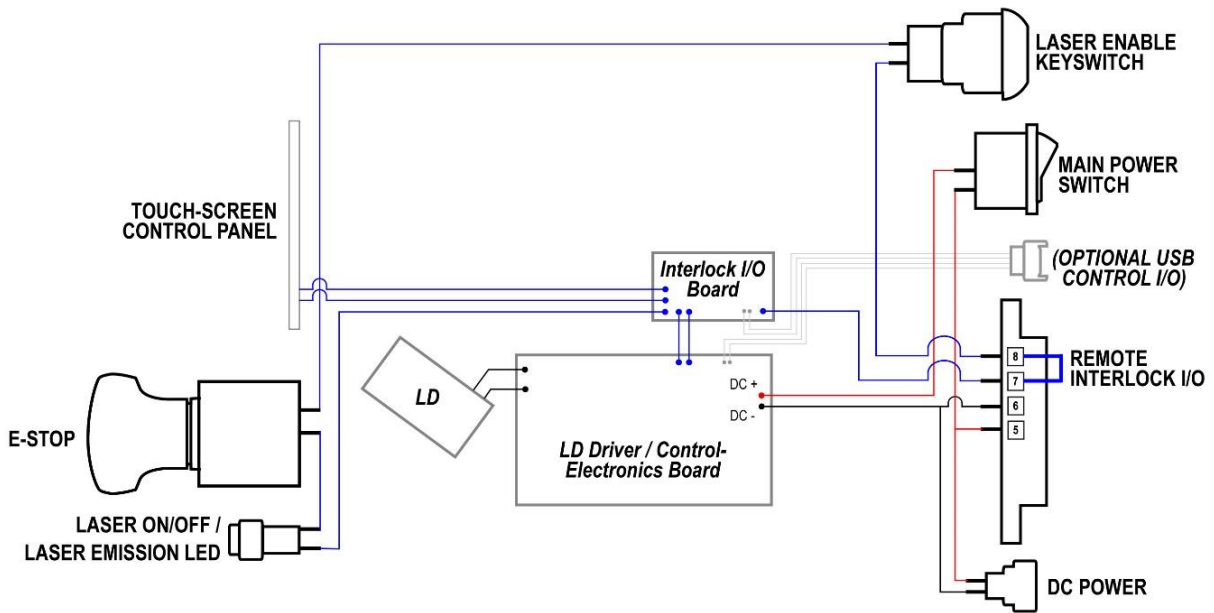 LASER ENABLE
KEYSWITCH
MAIN POWER
SWITCH
TOUCH-SCREEN
CONTROL PANEL
Interlock I/O
Board
(OPTIONAL USB
CONTROL I/O)
8
7
6
5
REMOTE
INTERLOCK I/O
LD
DC +
DC -
E-STOP
LD Driver / Control-
Electronics Board
LASER ON/OFF /
LASER EMISSION LED
DC POWER